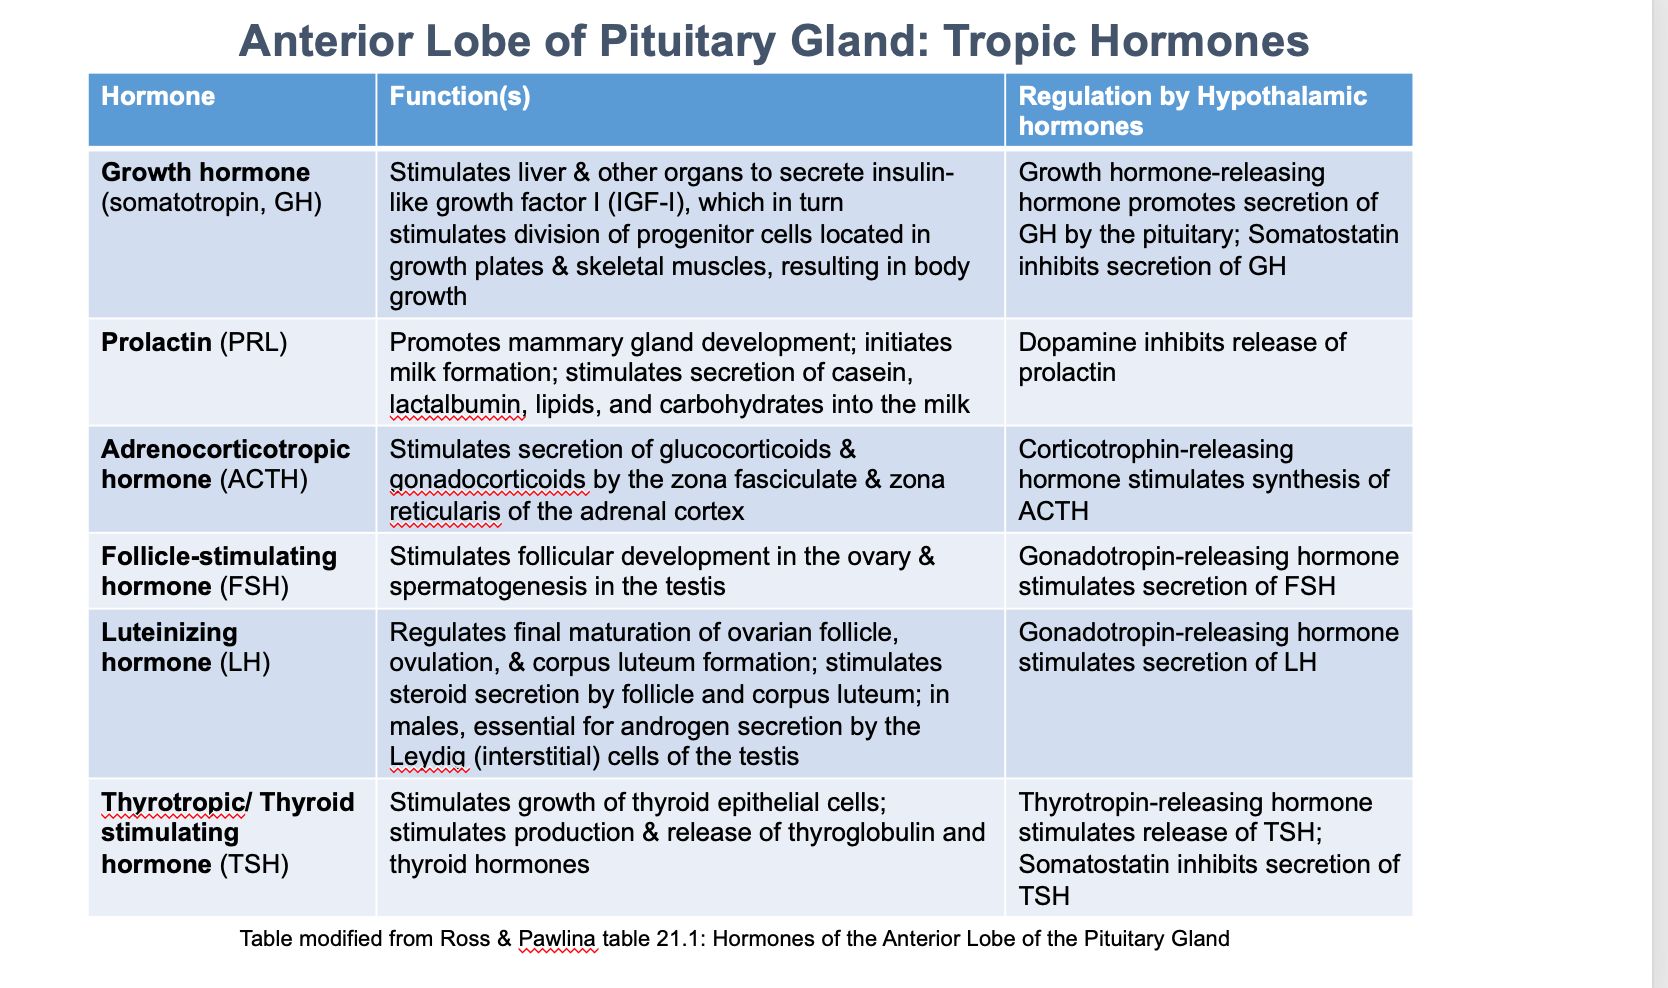 Anterior Lobe of Pituitary Gland: Tropic Hormones
Hormone
Function(s)
Regulation by Hypothalamic
hormones
Growth hormone
(somatotropin, GH)
Stimulates liver & other organs to secrete insulin-
like growth factor I (IGF-I), which in turn
stimulates division of progenitor cells located in
growth plates & skeletal muscles, resulting in body
growth
Growth hormone-releasing
hormone promotes secretion of
GH by the pituitary; Somatostatin
inhibits secretion of GH
Prolactin (PRL)
Promotes mammary gland development; initiates
milk formation; stimulates secretion of casein,
lactalbumin, lipids, and carbohydrates into the milk
Dopamine inhibits release of
prolactin
Adrenocorticotropic
hormone (ACTH)
Stimulates secretion of glucocorticoids &
gonadocorticoids by the zona fasciculate & zona
reticularis of the adrenal cortex
Corticotrophin-releasing
hormone stimulates synthesis of
ACTH
Follicle-stimulating
hormone (FSH)
Stimulates follicular development in the ovary &
spermatogenesis in the testis
Gonadotropin-releasing hormone
stimulates secretion of FSH
Luteinizing
hormone (LH)
Regulates final maturation of ovarian follicle,
ovulation, & corpus luteum formation; stimulates
steroid secretion by follicle and corpus luteum; in
males, essential for androgen secretion by the
Leydig (interstitial) cells of the testis
Gonadotropin-releasing hormone
stimulates secretion of LH
Thyrotropic/ Thyroid
stimulating
hormone (TSH)
Stimulates growth of thyroid epithelial cells;
stimulates production & release of thyroglobulin and
thyroid hormones
Thyrotropin-releasing hormone
stimulates release of TSH;
Somatostatin inhibits secretion of
TSH
Table modified from Ross & Pawlina table 21.1: Hormones of the Anterior Lobe of the Pituitary Gland